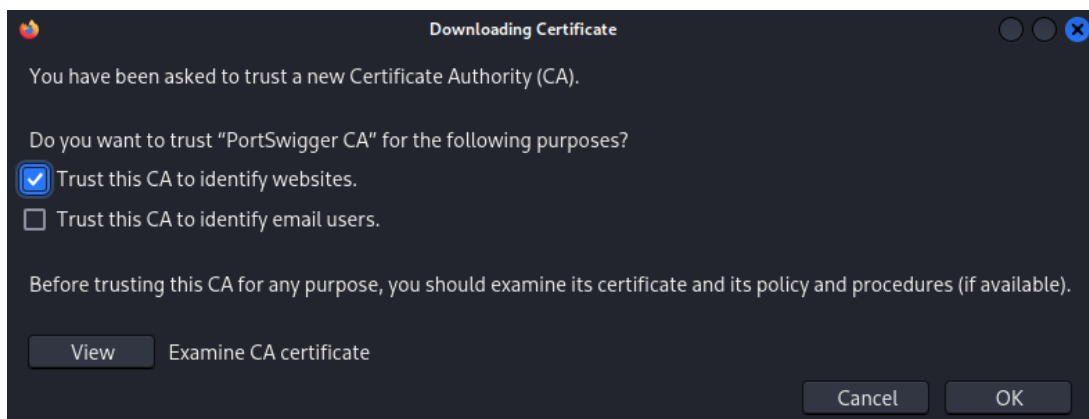 Downloading Certificate
You have been asked to trust a new Certificate Authority (CA).
Do you want to trust “PortSwigger CA” for the following purposes?
Trust this CA to identify websites.
Trust this CA to identify email users.
Before trusting this CA for any purpose, you should examine its certificate and its policy and procedures (if available).
View Examine CA certificate
Cancel OK